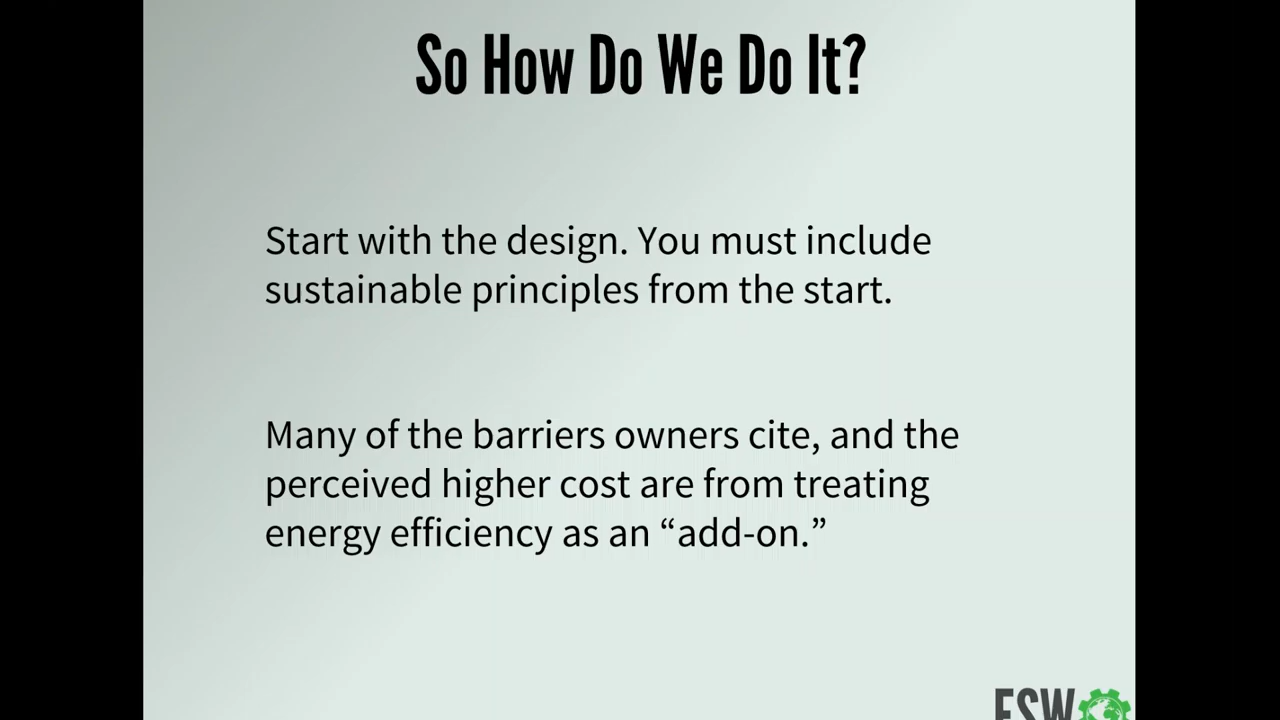 So How Do We Do It?
Start with the design. You must include
sustainable principles from the start.
Many of the barriers owners cite, and the
perceived higher cost are from treating
energy efficiency as an “add-on.”
ESW